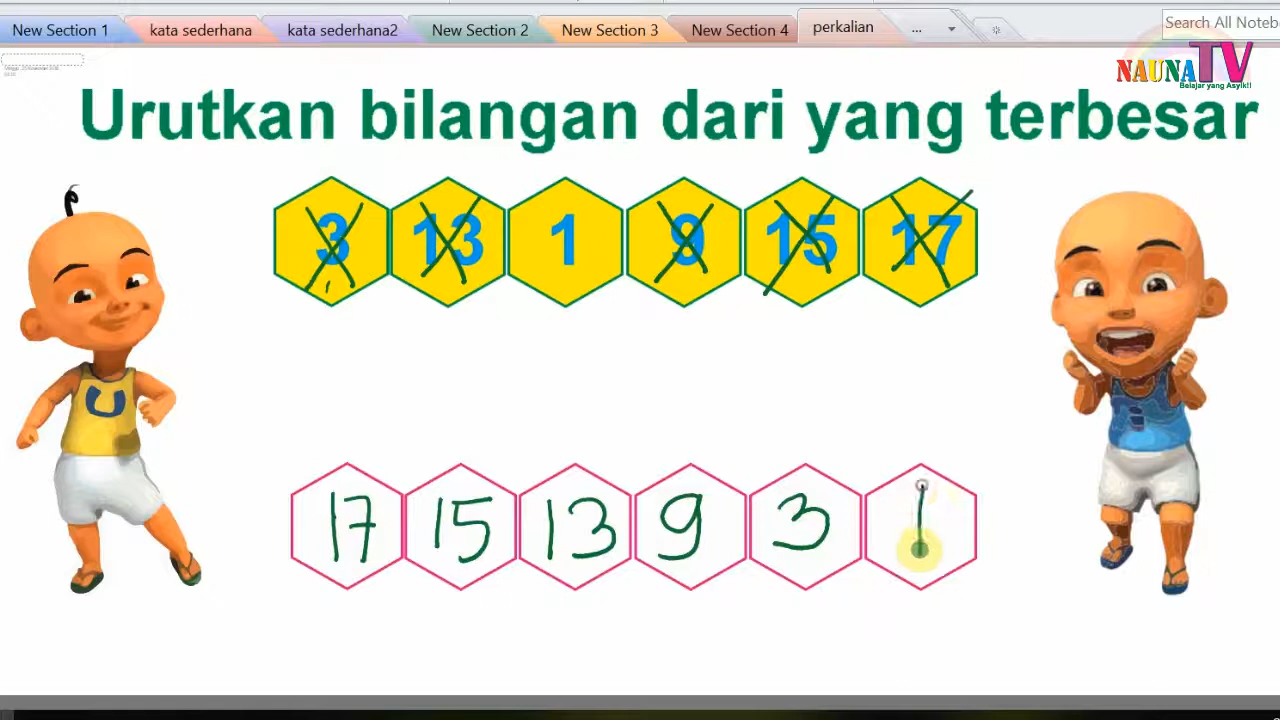 New Section 1 kata sederhana kata sederhana2 New Section 2 New Section 3 New Section 4 perkalian ...
Search All Noteb
NAUNA TV
Belajar yang Asyik!!
Urutkan bilangan dari yang terbesar
3 13 1 9 15 17
U
17 15 13 9 3 1